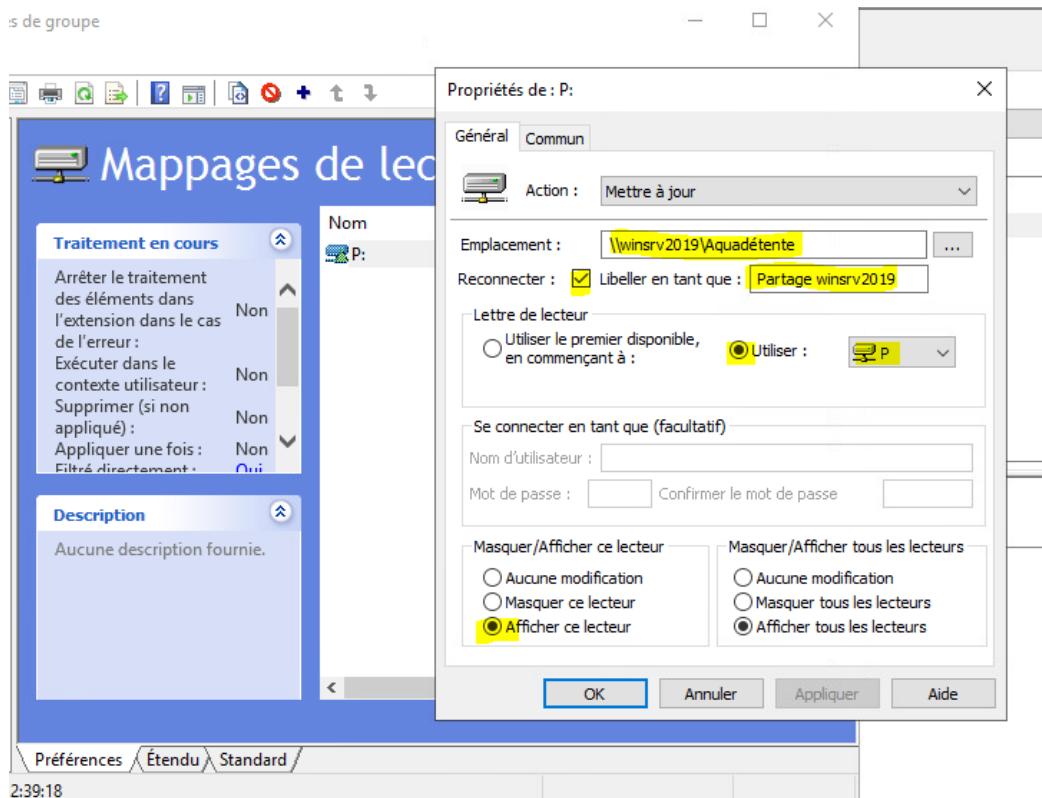 es de groupe
Mappages de lec
Traitement en cours
Arrêter le traitement
des éléments dans
l'extension dans le cas
de l'erreur :
Non
Exécuter dans le
contexte utilisateur :
Non
Supprimer (si non
appliqué) :
Non
Appliquer une fois :
Non
Filtré directement :
Oui
Description
Aucune description fournie.
Nom
P:
Préférences
Étendu
Standard
2:39:18
Propriétés de : P:
Général
Commun
Action :
Mettre à jour
Emplacement :
\\winsrv2019\Aquadétente
...
Reconnecter :
Libeller en tant que :
Partage winsrv2019
Lettre de lecteur
Utiliser le premier disponible,
en commençant à :
Utiliser :
P
Se connecter en tant que (facultatif)
Nom d'utilisateur :
Mot de passe :
Confirmer le mot de passe
Masquer/Afficher ce lecteur
Aucune modification
Masquer ce lecteur
Afficher ce lecteur
Masquer/Afficher tous les lecteurs
Aucune modification
Masquer tous les lecteurs
Afficher tous les lecteurs
OK
Annuler
Appliquer
Aide